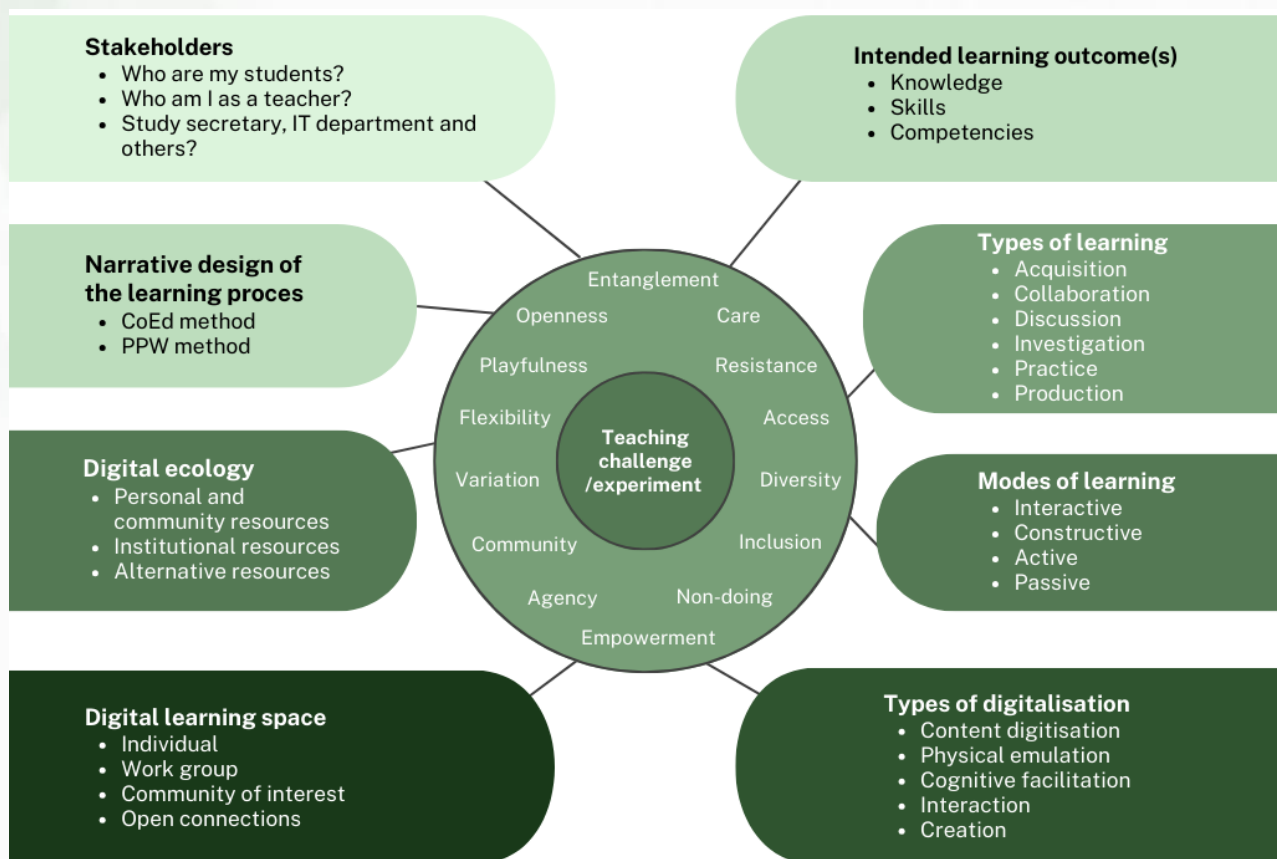 Stakeholders
• Who are my students?
• Who am I as a teacher?
• Study secretary, IT department and
others?
Intended learning outcome(s)
• Knowledge
• Skills
• Competencies
Narrative design of
the learning proces
• CoEd method
• PPW method
Types of learning
• Acquisition
• Collaboration
• Discussion
• Investigation
• Practice
• Production
Digital ecology
• Personal and
community resources
• Institutional resources
• Alternative resources
Modes of learning
• Interactive
• Constructive
• Active
• Passive
Digital learning space
• Individual
• Work group
• Community of interest
• Open connections
Types of digitalisation
• Content digitisation
• Physical emulation
• Cognitive facilitation
• Interaction
• Creation
Entanglement
Openness
Care
Playfulness
Resistance
Flexibility
Access
Variation
Diversity
Community
Inclusion
Agency
Non-doing
Empowerment
Teaching
challenge
/experiment